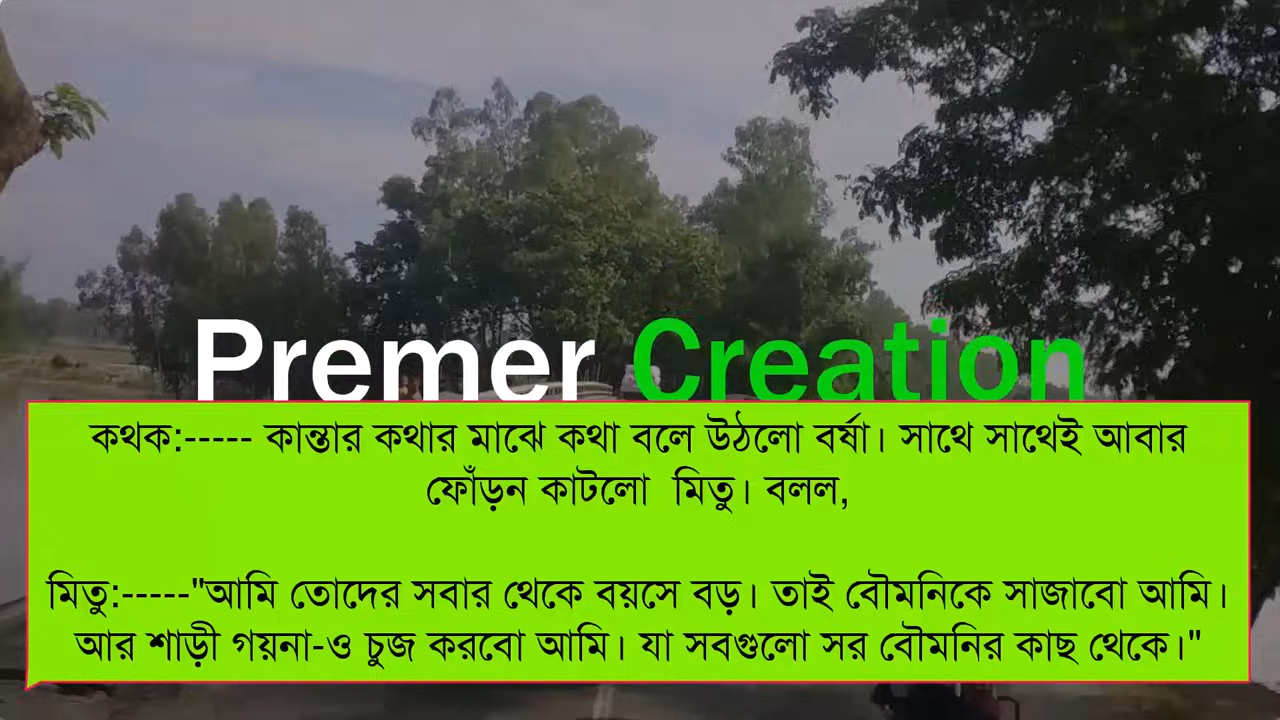 Premer Creation
কথক:----- কান্তার কথার মাঝে কথা বলে উঠলো বর্ষা। সাথে সাথেই আবার
ফোঁড়ন কাটলো  মিতু। বলল,
মিতু:-----"আমি তোদের সবার থেকে বয়সে বড়। তাই বৌমনিকে সাজাবো আমি।
আর শাড়ী গয়না-ও চুজ করবো আমি। যা সবগুলো সর বৌমনির কাছ থেকে।"